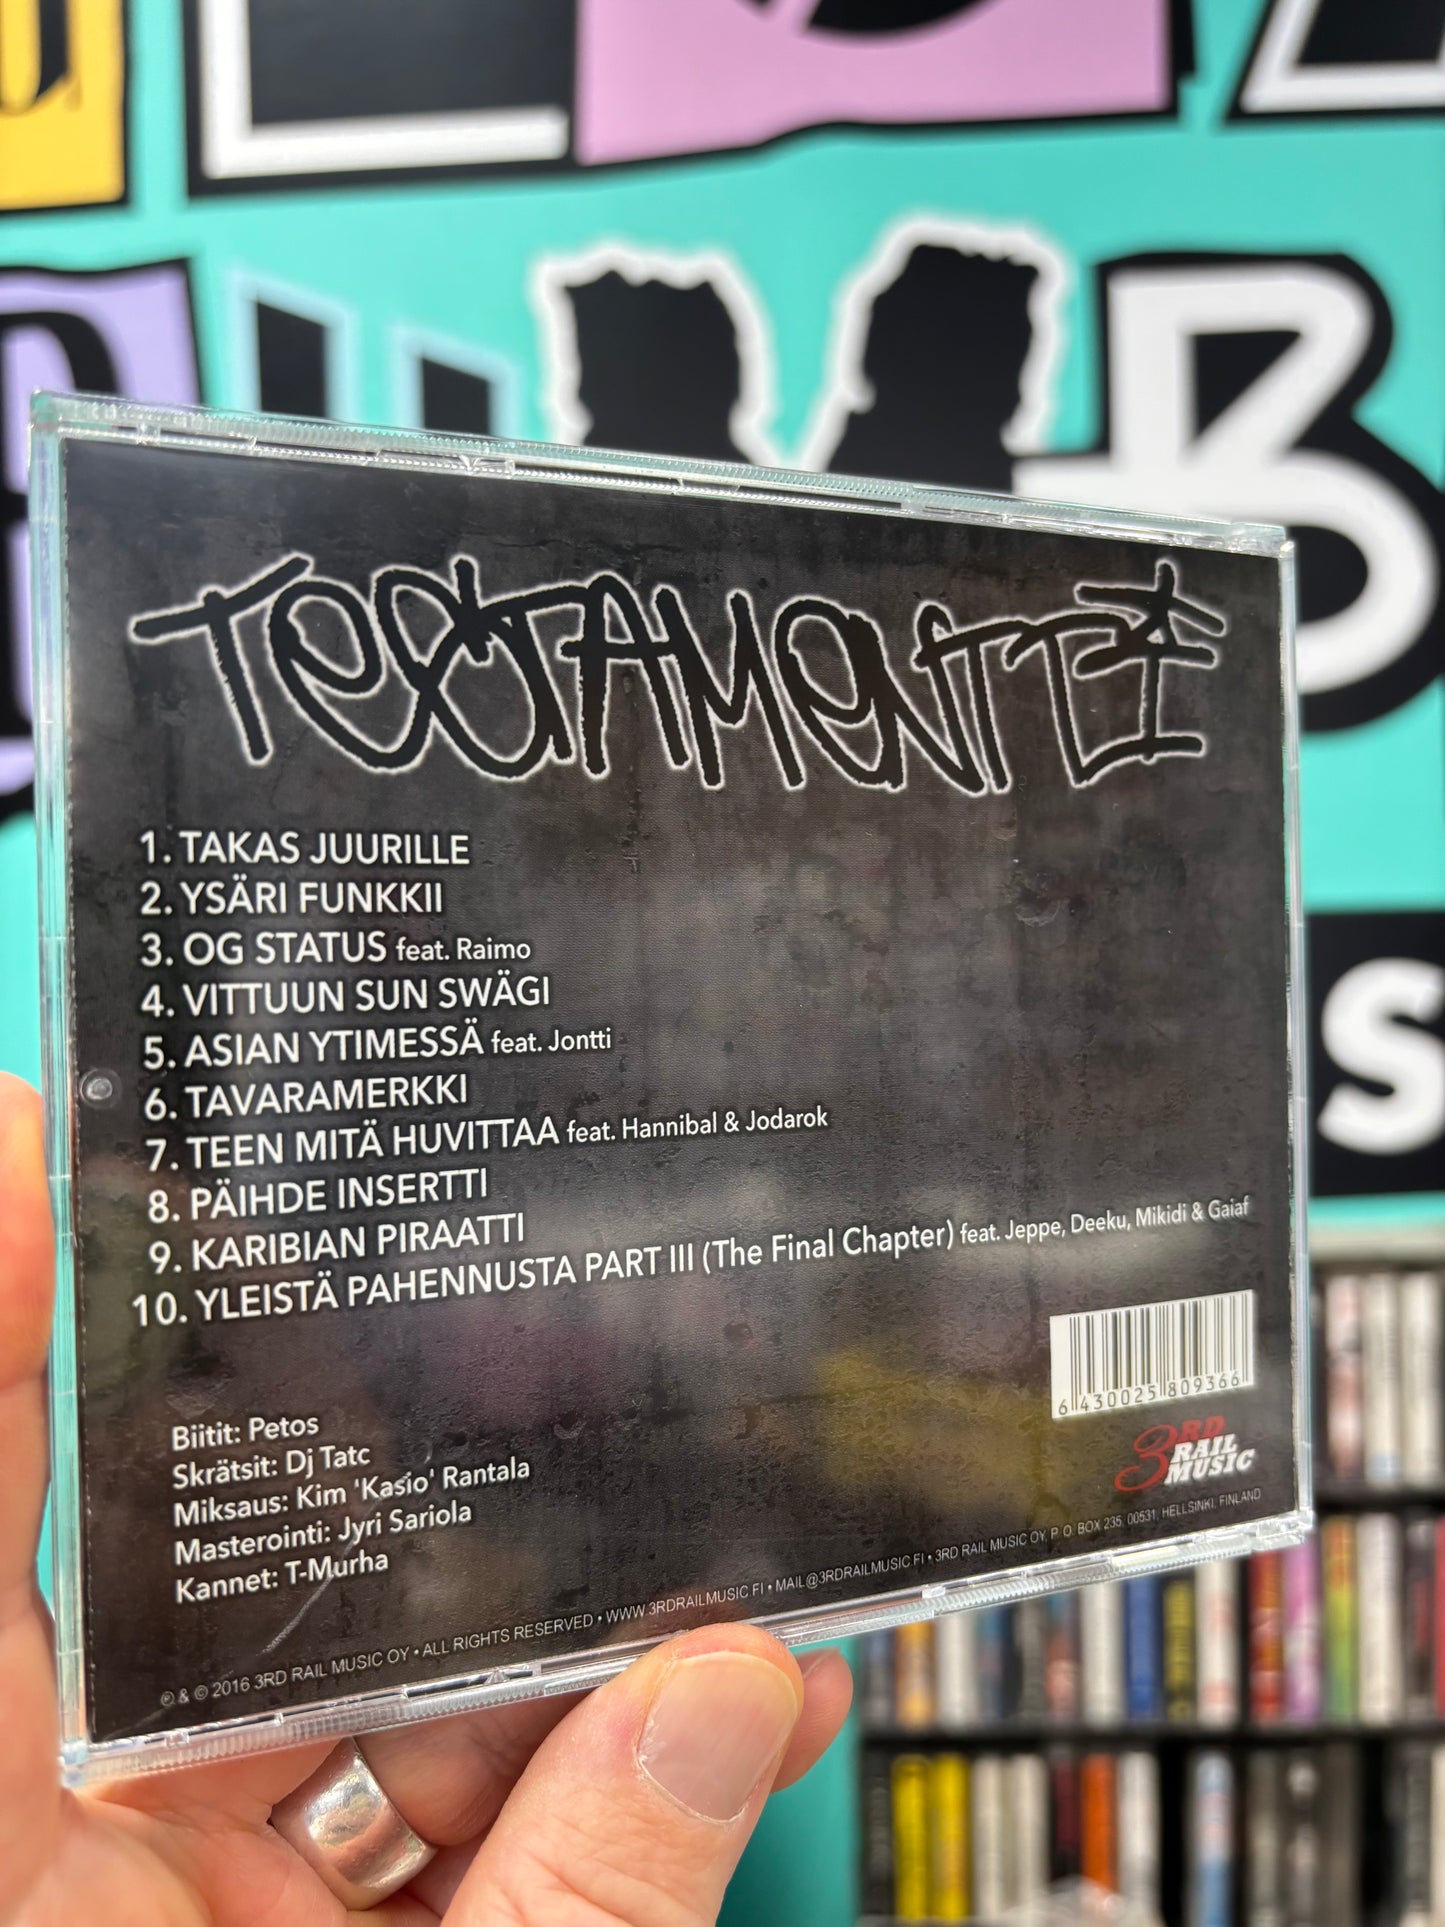 TESTAMENTTI
1. TAKAS JUURILLE
2. YSÄRI FUNKKII
3. OG STATUS feat. Raimo
4. VITTUUN SUN SWÄGI
5. ASIAN YTIMESSÄ feat. Jontti
6. TAVARAMERKKI
7. TEEN MITÄ HUVITTAA feat. Hannibal & Jodarok
8. PÄIHDE INSERTTI
9. KARIBIAN PIRAATTI
10. YLEISTÄ PAHENNUSTA PART III (The Final Chapter) feat. Jeppe, Deeku, Mikidi & Gaiaf
6 430025 809366
3RD
RAIL
MUSIC
Biitit: Petos
Skrätsit: Dj Tatc
Miksaus: Kim 'Kasio' Rantala
Masterointi: Jyri Sariola
Kannet: T-Murha
℗ & © 2016 3RD RAIL MUSIC OY • ALL RIGHTS RESERVED • WWW.3RDRAILMUSIC.FI • MAIL@3RDRAILMUSIC.FI • 3RD RAIL MUSIC OY, P.O. BOX 235, 00531, HELLSINKI, FINLAND